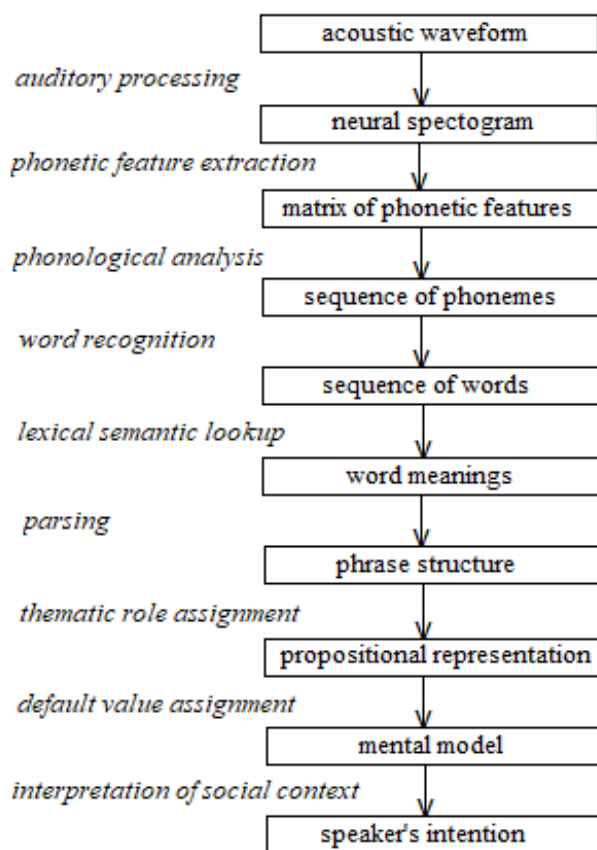 acoustic waveform
auditory processing
neural spectogram
phonetic feature extraction
matrix of phonetic features
phonological analysis
sequence of phonemes
word recognition
sequence of words
lexical semantic lookup
word meanings
parsing
phrase structure
thematic role assignment
propositional representation
default value assignment
mental model
interpretation of social context
speaker's intention